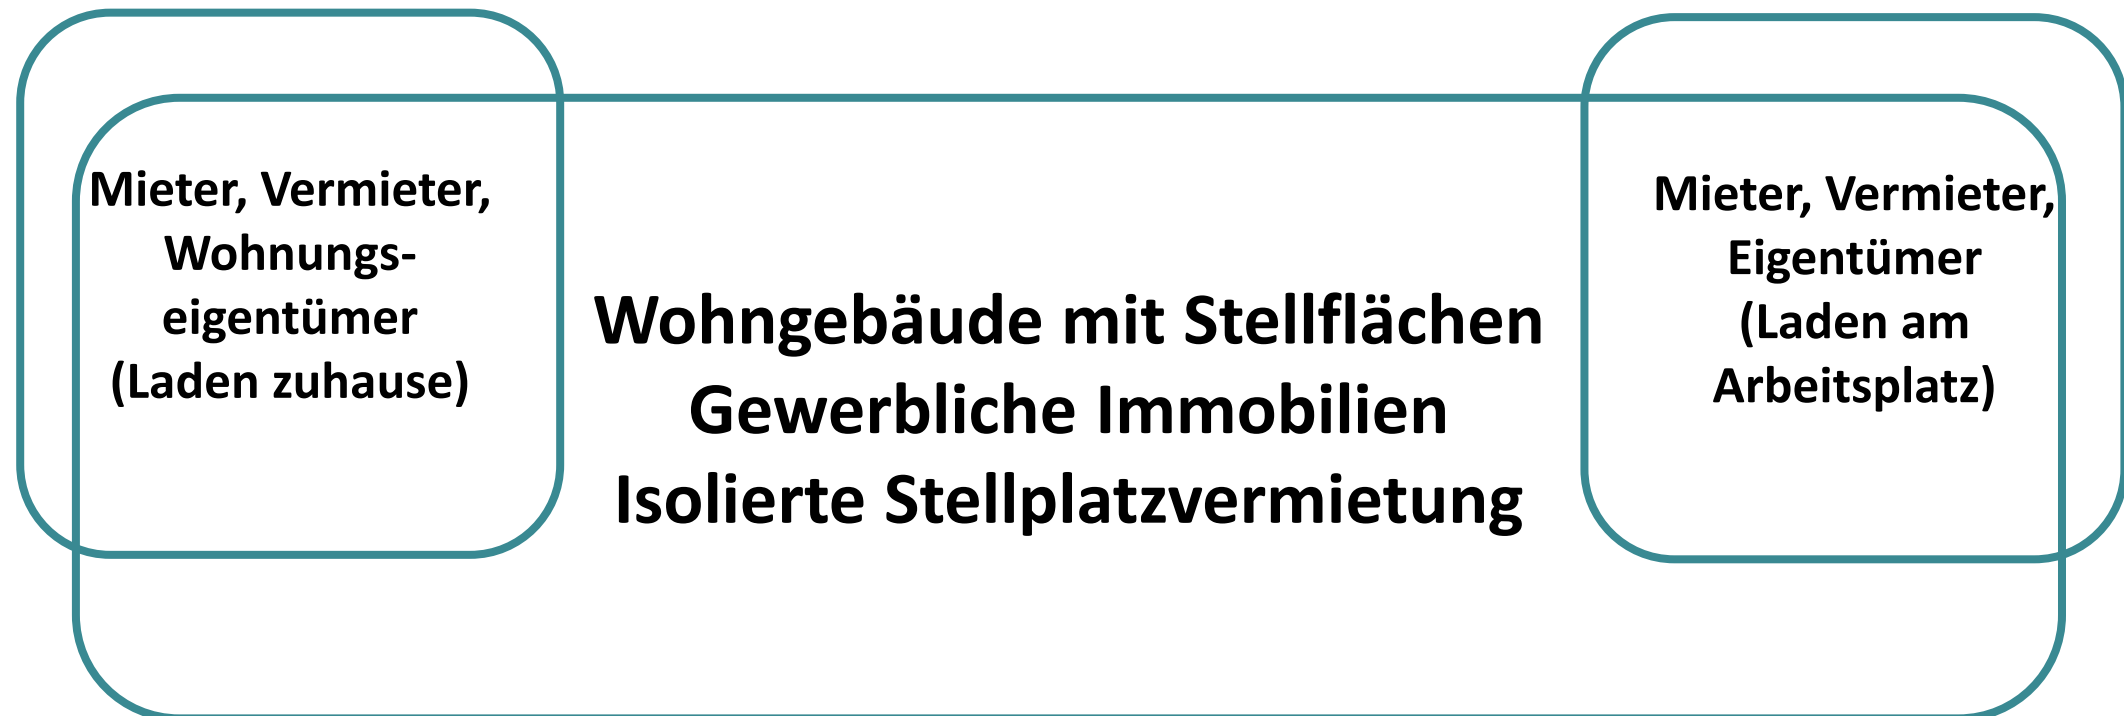 Mieter, Vermieter,
Wohnungs-
eigentümer
(Laden zuhause)
Wohngebäude mit Stellflächen
Gewerbliche Immobilien
Isolierte Stellplatzvermietung
Mieter, Vermieter,
Eigentümer
(Laden am
Arbeitsplatz)